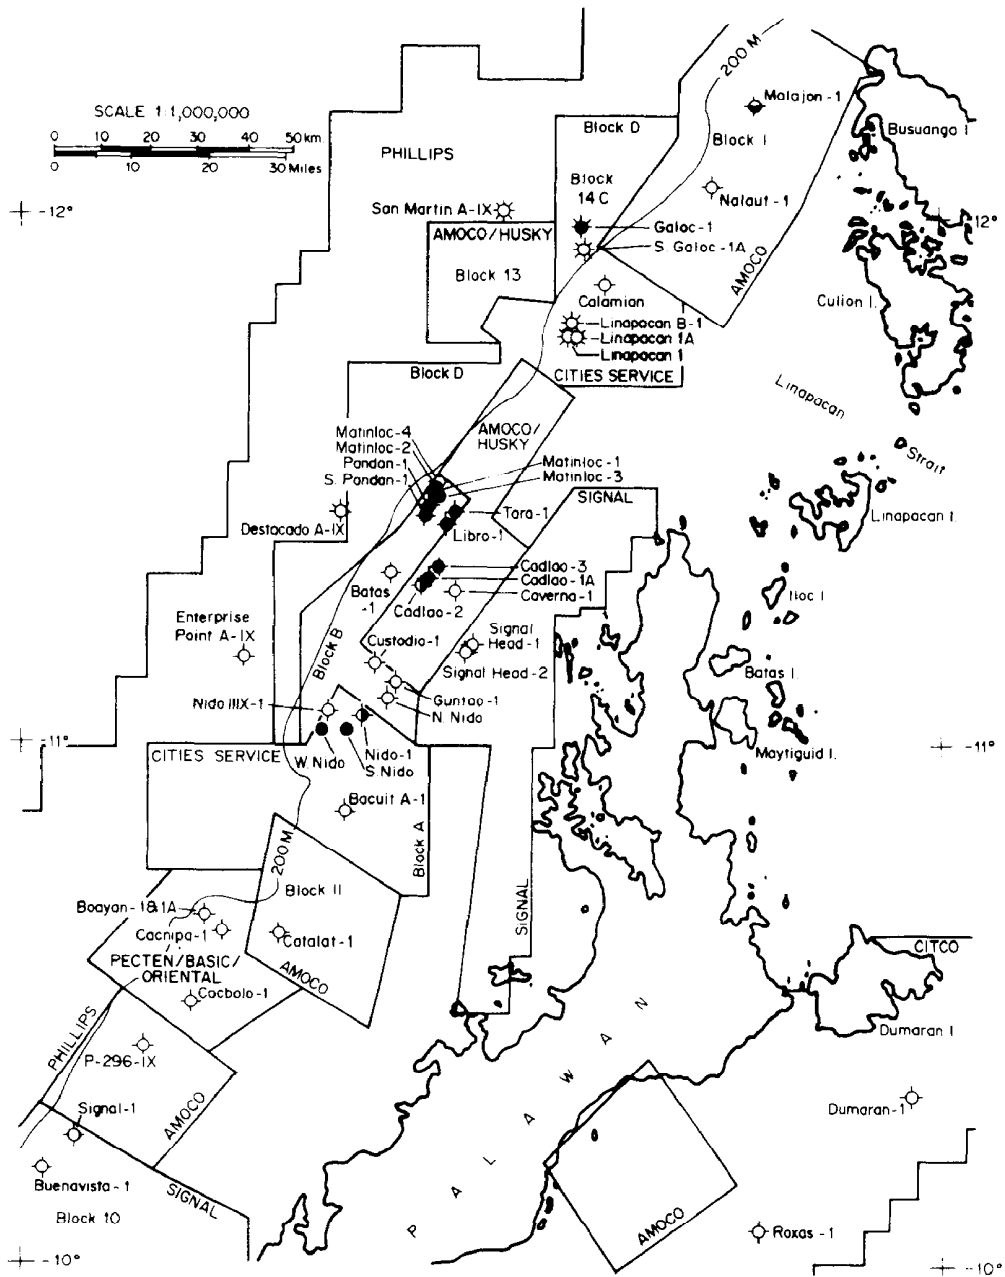 200 M
SCALE 1:1,000,000
0 10 20 30 40 50 km
0 10 20 30 Miles
Malajon-1
Busuanga I.
Block D
PHILLIPS
Block I
Block
14 C
San Martin A-IX
Nalaut-1
-12°
-12°
AMOCO/HUSKY
Galoc-1
S. Galoc-1A
Block 13
AMOCO
Calamian
Culion I.
Linapacan B-1
Linapacan 1A
Linapacan 1
Block D
CITIES SERVICE
Linapacan
Strait
AMOCO/
HUSKY
Matinloc-4
Matinloc-2
Pandan-1
S. Pandan-1
Matinloc-1
Matinloc-3
SIGNAL
Tara-1
Linapacan I.
Destacado A-IX
Libro-1
Cadlao-3
Cadlao-1A
Caverna-1
Batas
-1
Cadlao-2
Iloc I.
Enterprise
Point A-IX
Block B
Custodio-1
Signal
Head-1
Signal Head-2
Batas I.
Nido IIIX-1
Guntao-1
N. Nido
-11°
-11°
CITIES SERVICE
W. Nido
Nido-1
S. Nido
Maytiguid I.
Bacuit A-1
200 M
Block A
Block II
SIGNAL
Boayan-1&1A
Cacnipa-1
Catalat-1
CITCO
PECTEN/BASIC/
ORIENTAL
AMOCO
Cocbolo-1
Dumaran I.
PHILLIPS
P-296-IX
PALAWAN
Signal-1
AMOCO
Dumaran-1
Buenavista-1
SIGNAL
Block 10
AMOCO
Roxas-1
-10°
-10°